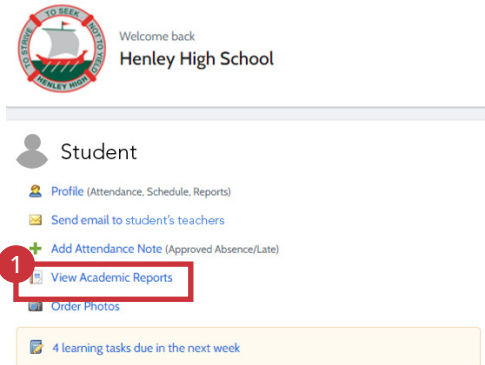 TO STRIVE TO SEEK NOT TO YIELD
HENLEY HIGH
Welcome back
Henley High School
Student
Profile (Attendance, Schedule, Reports)
Send email to student's teachers
Add Attendance Note (Approved Absence/Late)
1
View Academic Reports
Order Photos
4 learning tasks due in the next week